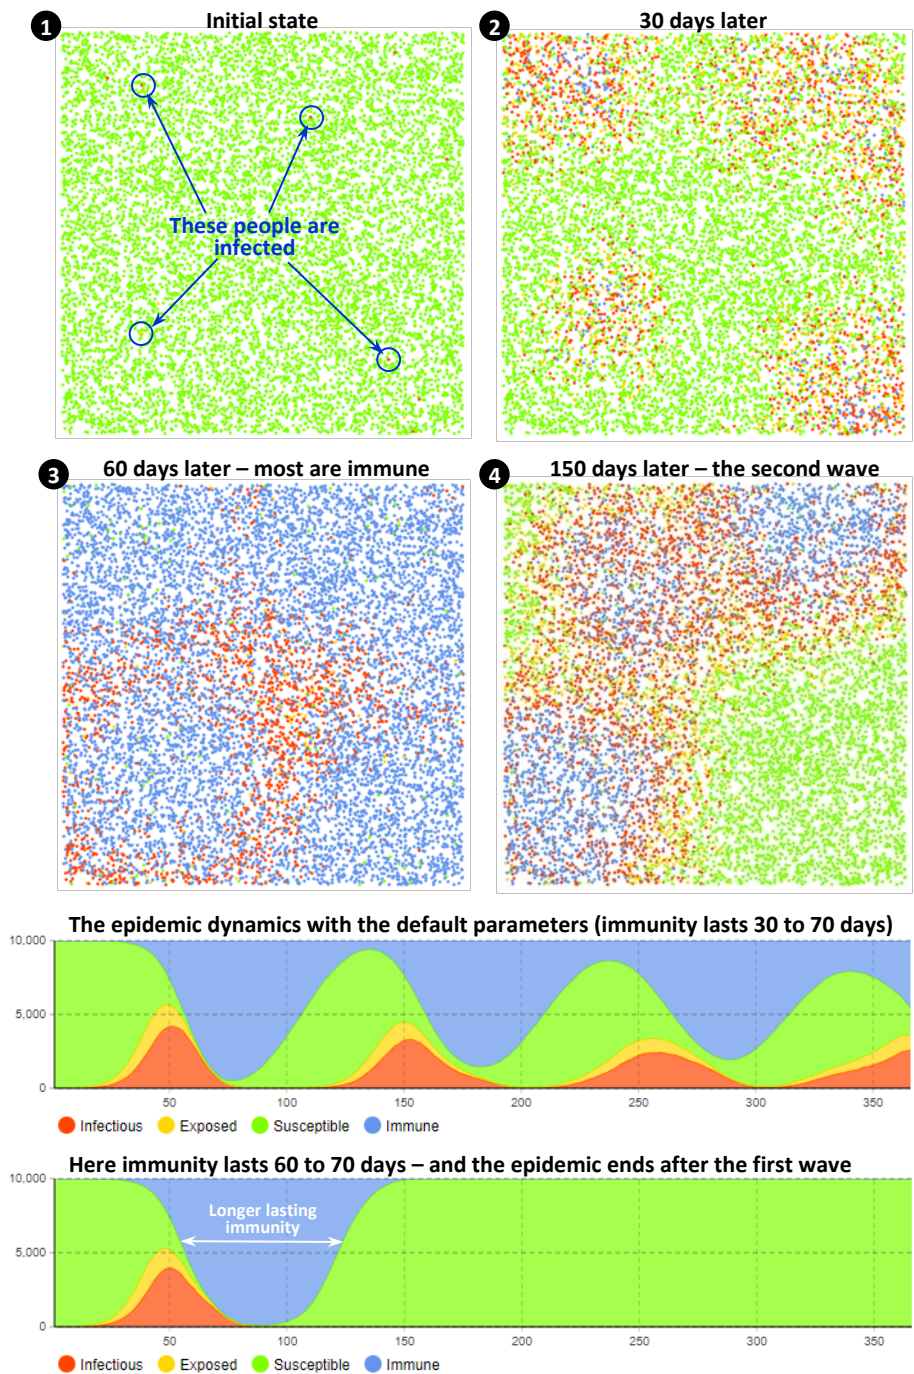 1
Initial state
2
30 days later
These people are
infected
3
60 days later – most are immune
4
150 days later – the second wave
The epidemic dynamics with the default parameters (immunity lasts 30 to 70 days)
10,000
5,000
0
50
100
150
200
250
300
350
Infectious
Exposed
Susceptible
Immune
Here immunity lasts 60 to 70 days – and the epidemic ends after the first wave
10,000
Longer lasting
immunity
5,000
0
50
100
150
200
250
300
350
Infectious
Exposed
Susceptible
Immune